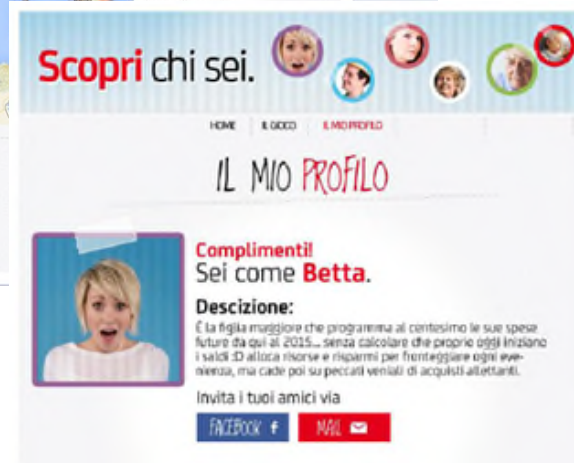 Scopri chi sei.
HOME IL GIOCO IL MIO PROFILO
IL MIO PROFILO
Complimenti!
Sei come Betta.
Descizione:
È la figlia maggiore che programma al centesimo le sue spese
future da qui al 2015... senza calcolare che proprio oggi iniziano
i saldi :D alloca risorse e risparmi per fronteggiare ogni eve-
nienza, ma cade poi su peccati veniali di acquisti allettanti.
Invita i tuoi amici via
FACEBOOK f
MAIL